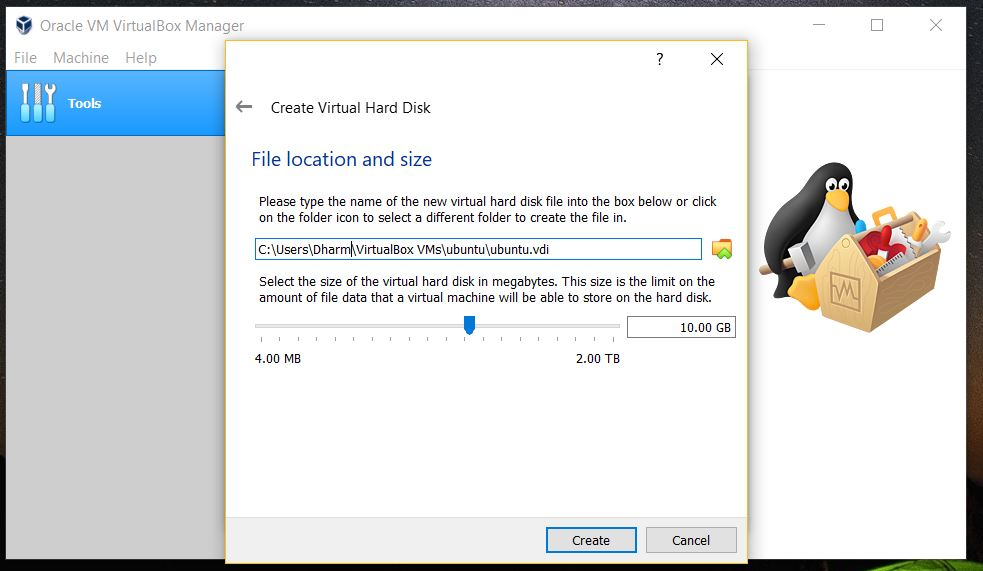 Oracle VM VirtualBox Manager
File Machine Help
Tools
?
Create Virtual Hard Disk
File location and size
Please type the name of the new virtual hard disk file into the box below or click
on the folder icon to select a different folder to create the file in.
C:\Users\Dharm\VirtualBox VMs\ubuntu\ubuntu.vdi
Select the size of the virtual hard disk in megabytes. This size is the limit on the
amount of file data that a virtual machine will be able to store on the hard disk.
10.00 GB
4.00 MB 2.00 TB
Create Cancel